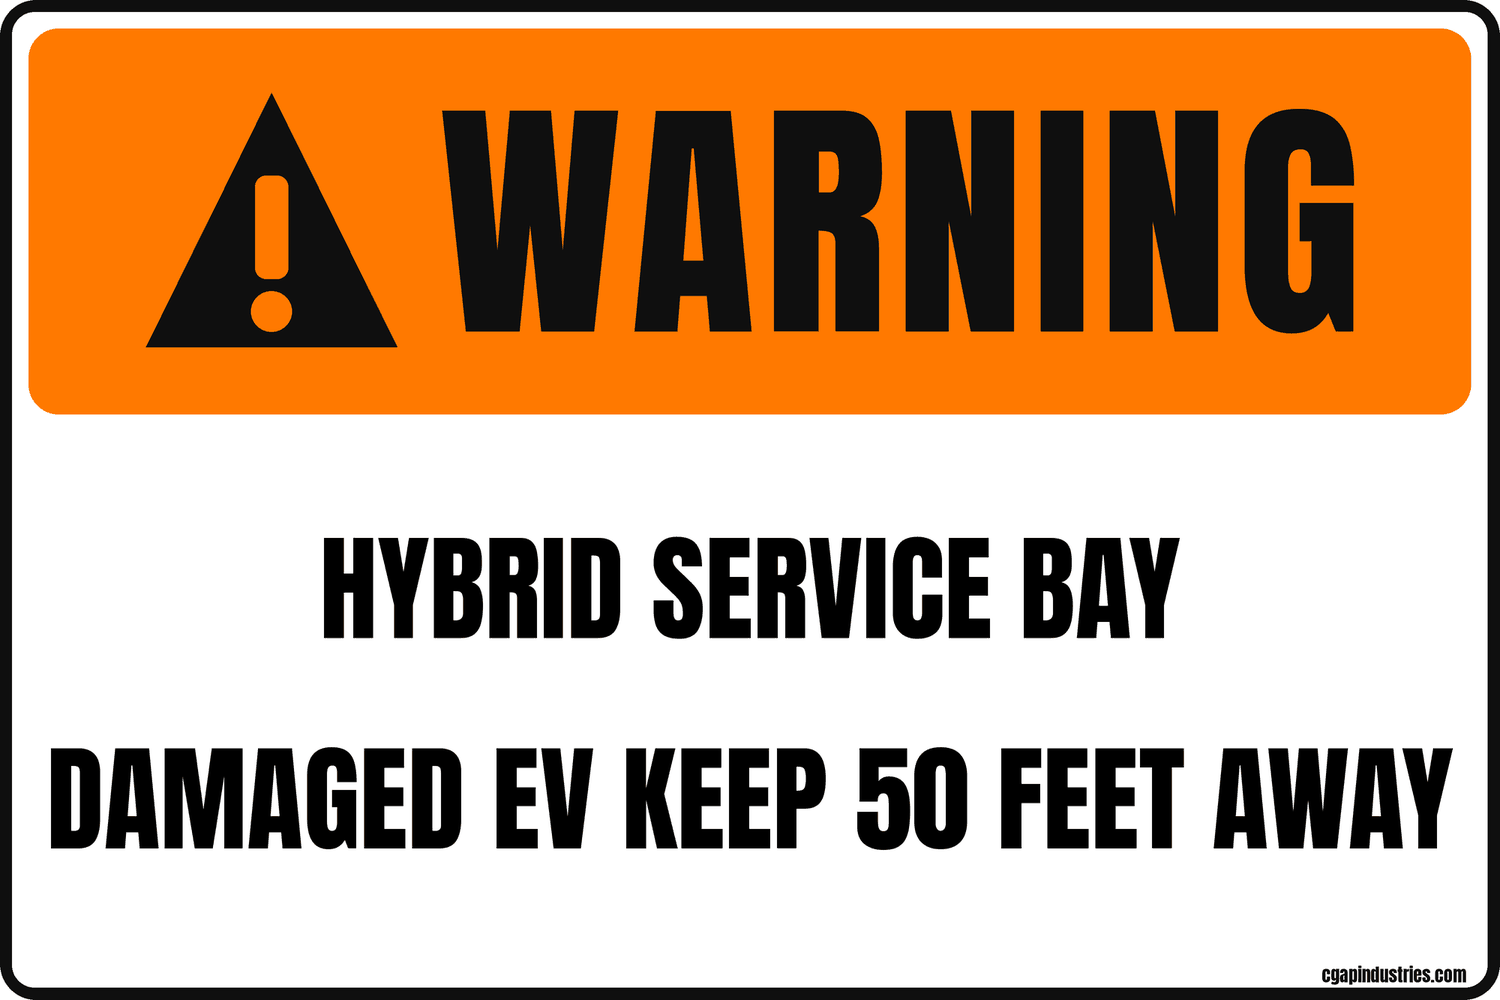 WARNING
HYBRID SERVICE BAY
DAMAGED EV KEEP 50 FEET AWAY
cgapindustries.com